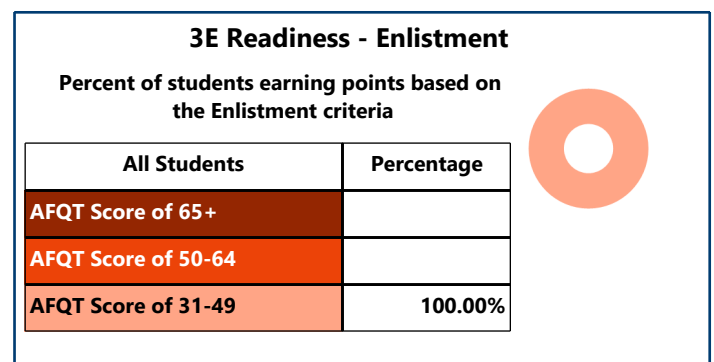 3E Readiness - Enlistment
Percent of students earning points based on
the Enlistment criteria
All Students Percentage
AFQT Score of 65+
AFQT Score of 50-64
AFQT Score of 31-49 100.00%